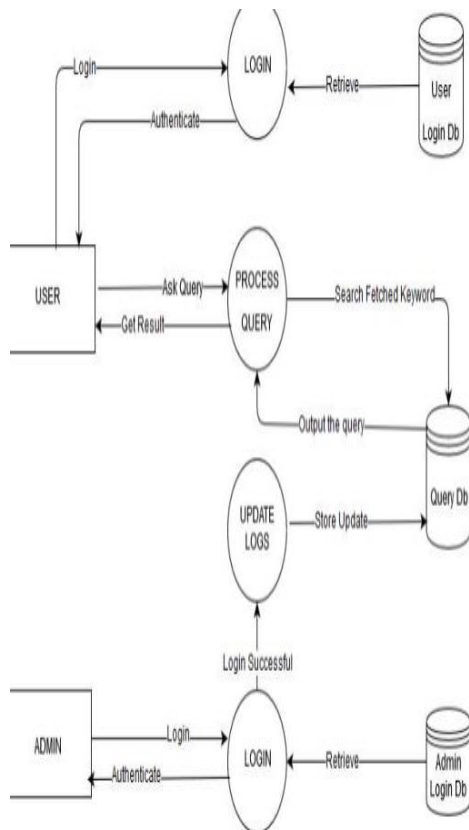 LOGIN
Login
Retrieve
User
Login Db
Authenticate
USER
Ask Query
PROCESS
QUERY
Search Fetched Keyword
Get Result
Output the query
Query Db
UPDATE
LOGS
Store Update
Login Successful
ADMIN
Login
LOGIN
Retrieve
Admin
Login Db
Authenticate